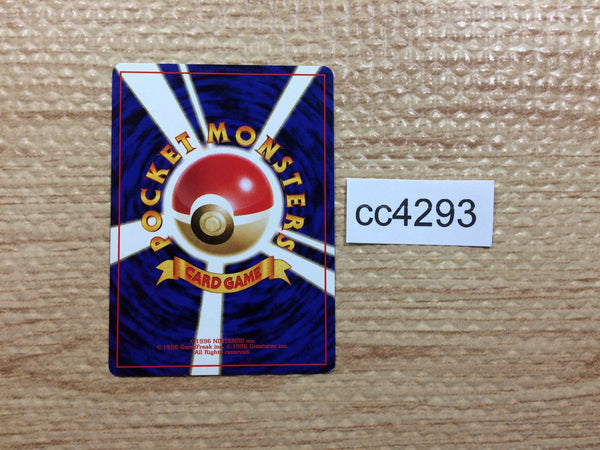 POCKET MONSTERS
CARD GAME
©1996 NINTENDO inc.
©1996 GameFreak inc. ©1996 Creatures inc.
All Rights reserved.
cc4293